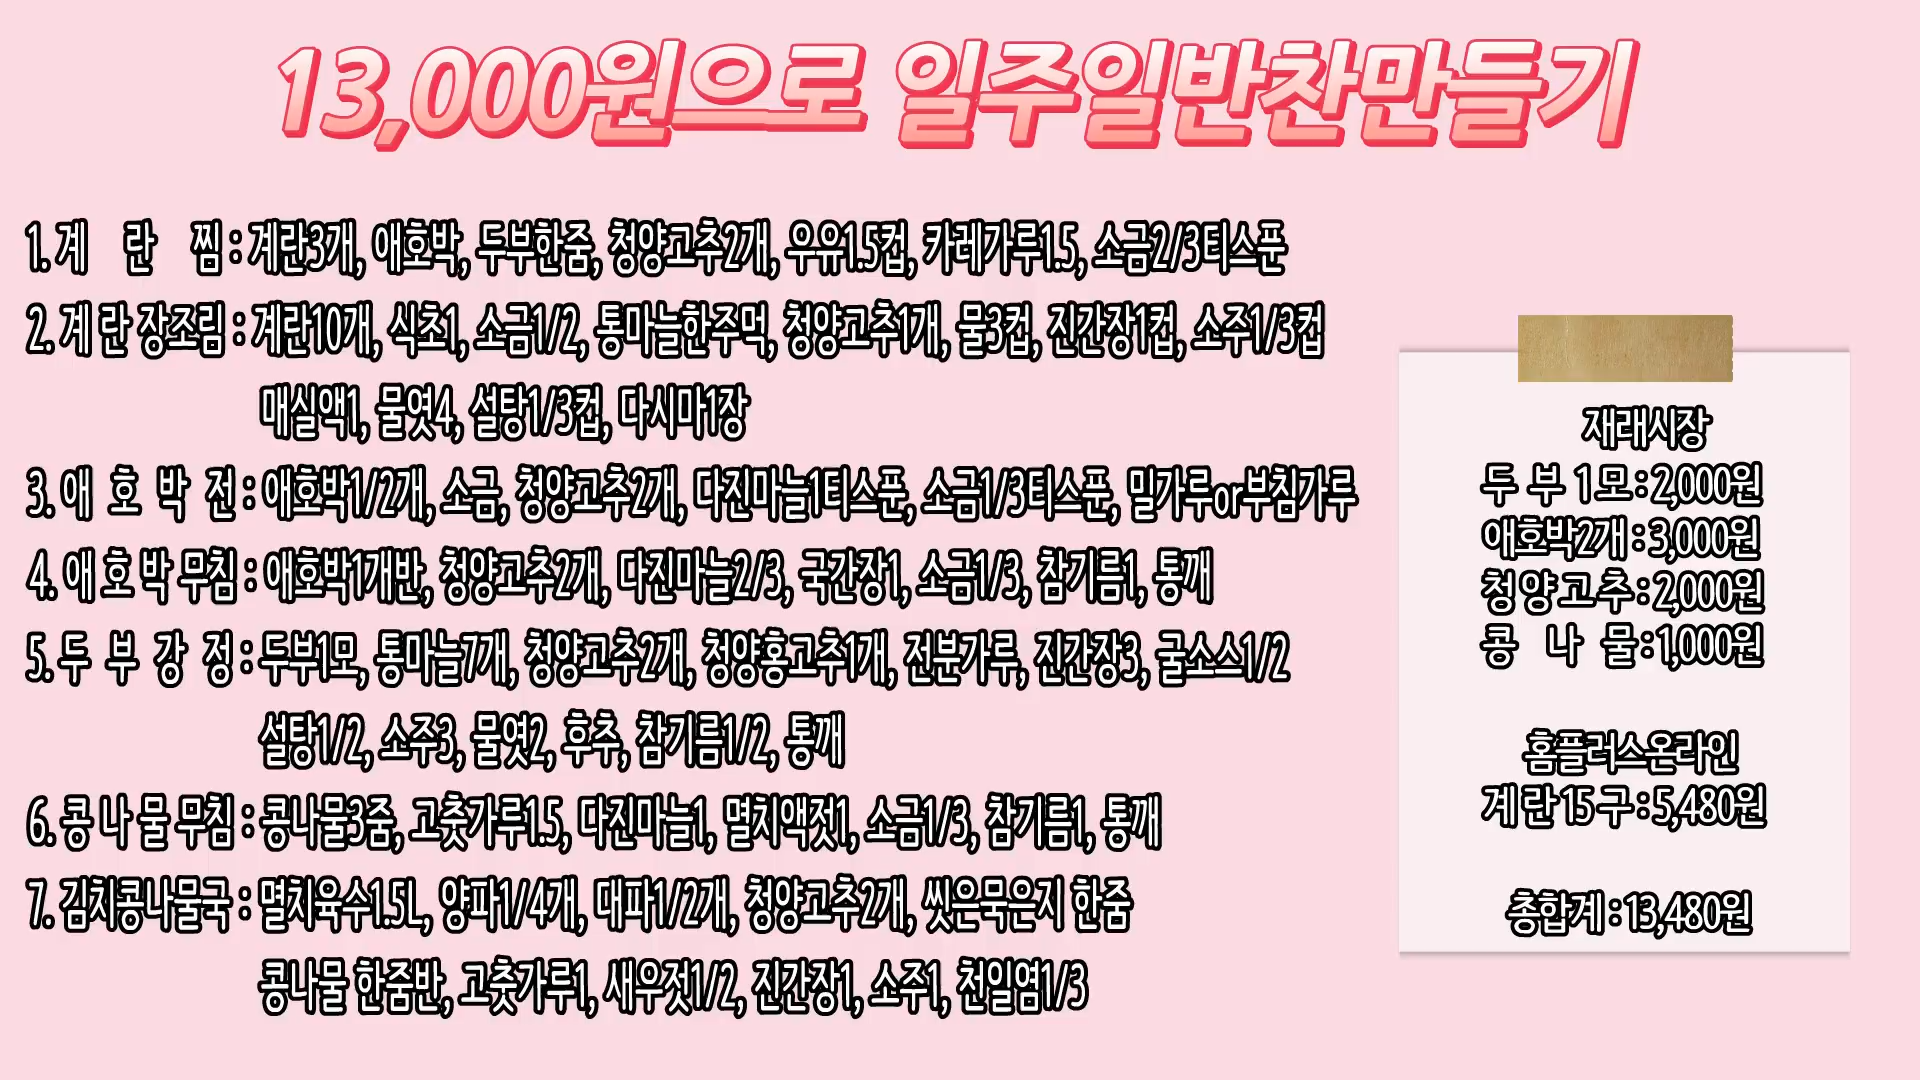 13,000원으로 일주일반찬만들기
1. 계 란 찜 : 계란3개, 애호박, 두부한줌, 청양고추2개, 우유1.5컵, 카레가루1.5, 소금2/3티스푼
2. 계 란 장조림 : 계란10개, 식초1, 소금1/2, 통마늘한주먹, 청양고추1개, 물3컵, 진간장1컵, 소주1/3컵
매실액1, 물엿4, 설탕1/3컵, 다시마1장
3. 애 호 박 전 : 애호박1/2개, 소금, 청양고추2개, 다진마늘1티스푼, 소금1/3티스푼, 밀가루or부침가루
4. 애 호 박 무침 : 애호박1개반, 청양고추2개, 다진마늘2/3, 국간장1, 소금1/3, 참기름1, 통깨
5. 두 부 강 정 : 두부1모, 통마늘7개, 청양고추2개, 청양홍고추1개, 전분가루, 진간장3, 굴소스1/2
설탕1/2, 소주3, 물엿2, 후추, 참기름1/2, 통깨
6. 콩 나 물 무침 : 콩나물3줌, 고춧가루1.5, 다진마늘1, 멸치액젓1, 소금1/3, 참기름1, 통깨
7. 김치콩나물국 : 멸치육수1.5L, 양파1/4개, 대파1/2개, 청양고추2개, 씻은묵은지 한줌
콩나물 한줌반, 고춧가루1, 새우젓1/2, 진간장1, 소주1, 천일염1/3
재래시장
두 부 1 모 : 2,000원
애호박2개 : 3,000원
청 양 고 추 : 2,000원
콩 나 물 : 1,000원
홈플러스온라인
계 란 15 구 : 5,480원
총합계 : 13,480원